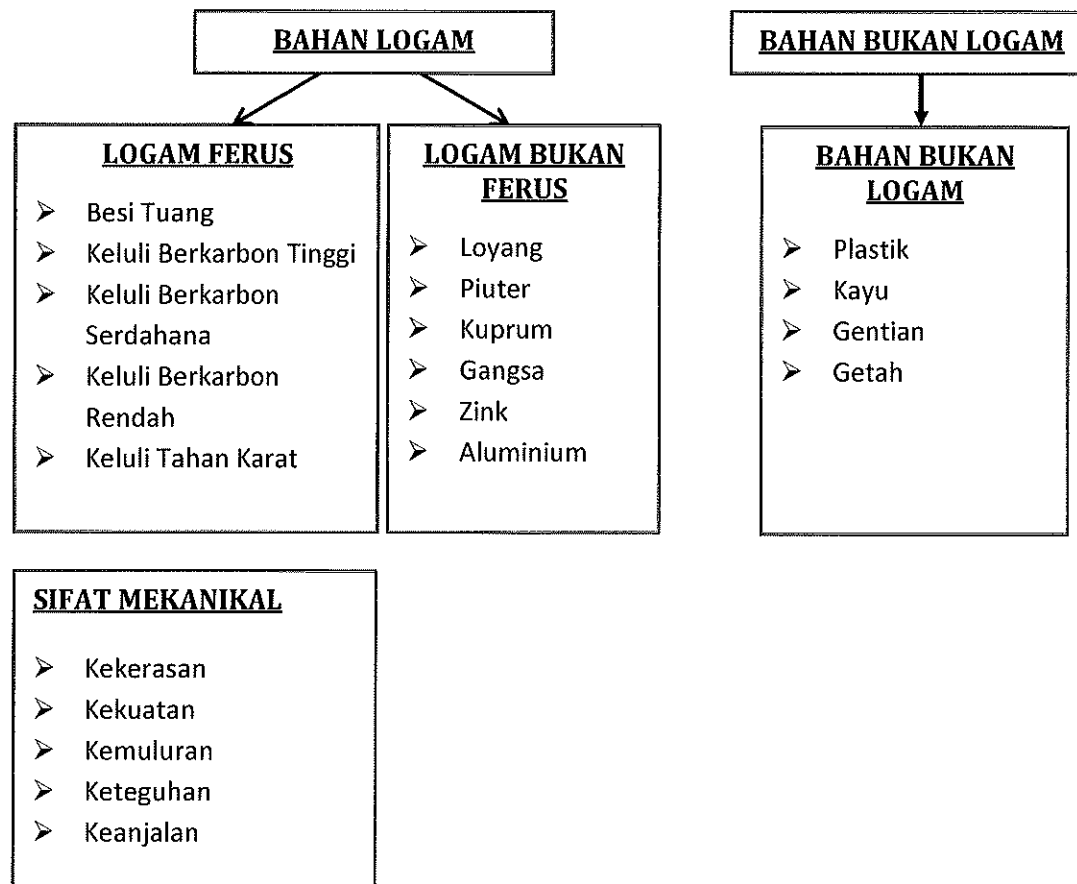 BAHAN LOGAM
BAHAN BUKAN LOGAM
LOGAM FERUS
➢ Besi Tuang
➢ Keluli Berkarbon Tinggi
➢ Keluli Berkarbon
Serdahana
➢ Keluli Berkarbon
Rendah
➢ Keluli Tahan Karat
LOGAM BUKAN
FERUS
➢ Loyang
➢ Piuter
➢ Kuprum
➢ Gangsa
➢ Zink
➢ Aluminium
BAHAN BUKAN
LOGAM
➢ Plastik
➢ Kayu
➢ Gentian
➢ Getah
SIFAT MEKANIKAL
➢ Kekerasan
➢ Kekuatan
➢ Kemuluran
➢ Keteguhan
➢ Keanjalan